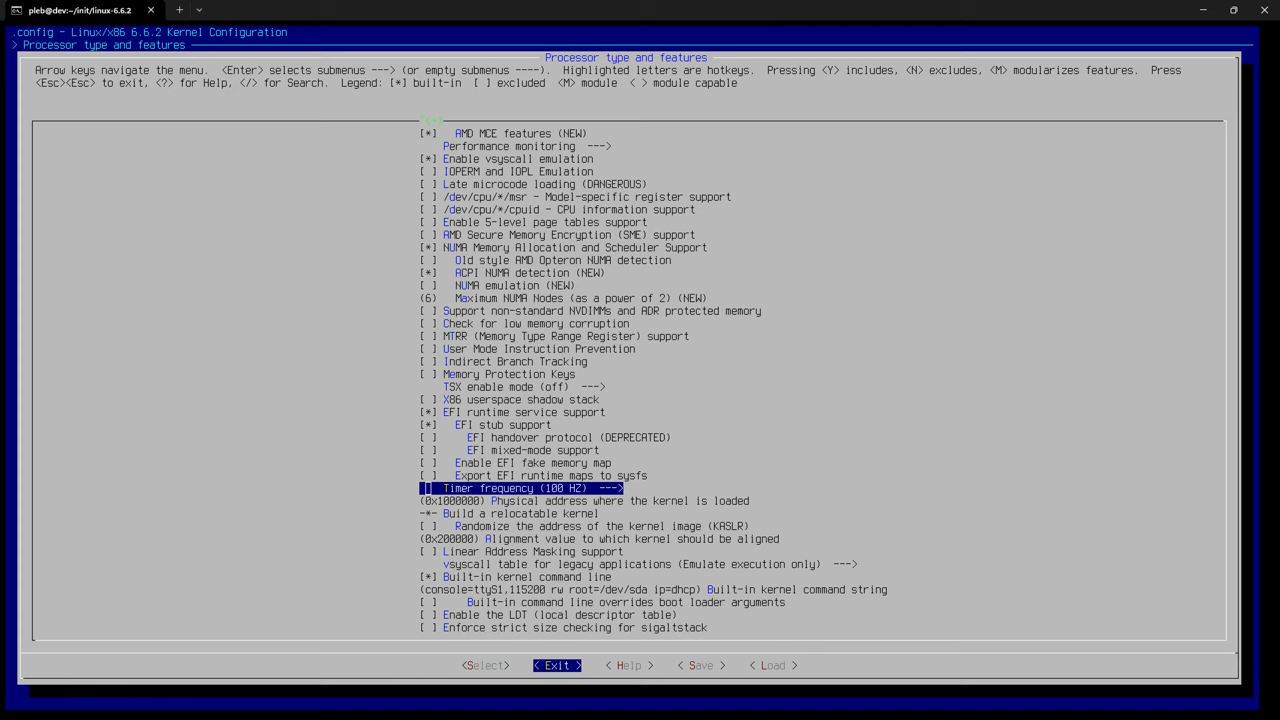 pleb@dev:~/init/linux-6.6.2
.config - Linux/x86 6.6.2 Kernel Configuration
> Processor type and features
Processor type and features
Arrow keys navigate the menu.  <Enter> selects submenus ---> (or empty submenus ----).  Highlighted letters are hotkeys.  Pressing <Y> includes, <N> excludes, <M> modularizes features.  Press
<Esc><Esc> to exit, <?> for Help, </> for Search.  Legend: [*] built-in  [ ] excluded  <M> module  < > module capable
^(-)
[*]   AMD MCE features (NEW)
Performance monitoring  --->
[*] Enable vsyscall emulation
[ ] IOPERM and IOPL Emulation
[ ] Late microcode loading (DANGEROUS)
[ ] /dev/cpu/*/msr - Model-specific register support
[ ] /dev/cpu/*/cpuid - CPU information support
[ ] Enable 5-level page tables support
[ ] AMD Secure Memory Encryption (SME) support
[*] NUMA Memory Allocation and Scheduler Support
[ ]   Old style AMD Opteron NUMA detection
[*]   ACPI NUMA detection (NEW)
[ ]   NUMA emulation (NEW)
(6)   Maximum NUMA Nodes (as a power of 2) (NEW)
[ ] Support non-standard NVDIMMs and ADR protected memory
[ ] Check for low memory corruption
[ ] MTRR (Memory Type Range Register) support
[ ] User Mode Instruction Prevention
[ ] Indirect Branch Tracking
[ ] Memory Protection Keys
TSX enable mode (off)  --->
[ ] X86 userspace shadow stack
[*] EFI runtime service support
[*]   EFI stub support
[ ]     EFI handover protocol (DEPRECATED)
[ ]     EFI mixed-mode support
[ ]   Enable EFI fake memory map
[ ]   Export EFI runtime maps to sysfs
Timer frequency (100 HZ)  --->
(0x1000000) Physical address where the kernel is loaded
-*- Build a relocatable kernel
[ ]   Randomize the address of the kernel image (KASLR)
(0x200000) Alignment value to which kernel should be aligned
[ ] Linear Address Masking support
vsyscall table for legacy applications (Emulate execution only)  --->
[*] Built-in kernel command line
(console=ttyS1,115200 rw root=/dev/sda ip=dhcp) Built-in kernel command string
[ ]     Built-in command line overrides boot loader arguments
[ ] Enable the LDT (local descriptor table)
[ ] Enforce strict size checking for sigaltstack
<Select>    < Exit >    < Help >    < Save >    < Load >